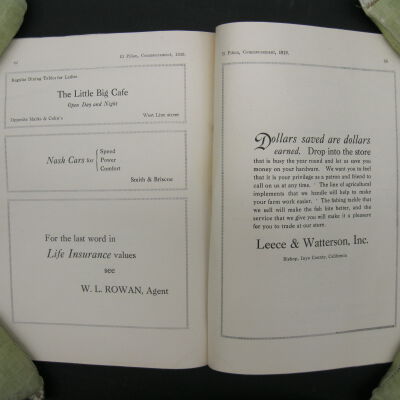 El Piñon, Commencement, 1920.
Regular Dining Tables for Ladies
The Little Big Cafe
Open Day and Night
Opposite Marks & Cohn's
West Line street
Nash Cars for
Speed
Power
Comfort
Smith & Briscoe
For the last word in
Life Insurance values
see
W. L. ROWAN, Agent
El Piñon, Commencement, 1920.
Dollars saved are dollars
earned. Drop into the store
that is busy the year round and let us save you
money on your hardware. We want you to feel
that it is your privilege as a patron and friend to
call on us at any time. The line of agricultural
implements that we handle will help to make
your farm work easier. The fishing tackle that
we sell will make the fish bite better, and the
service that we give you will make it a pleasure
for you to trade at our store.
Leece & Watterson, Inc.
Bishop, Inyo County, California